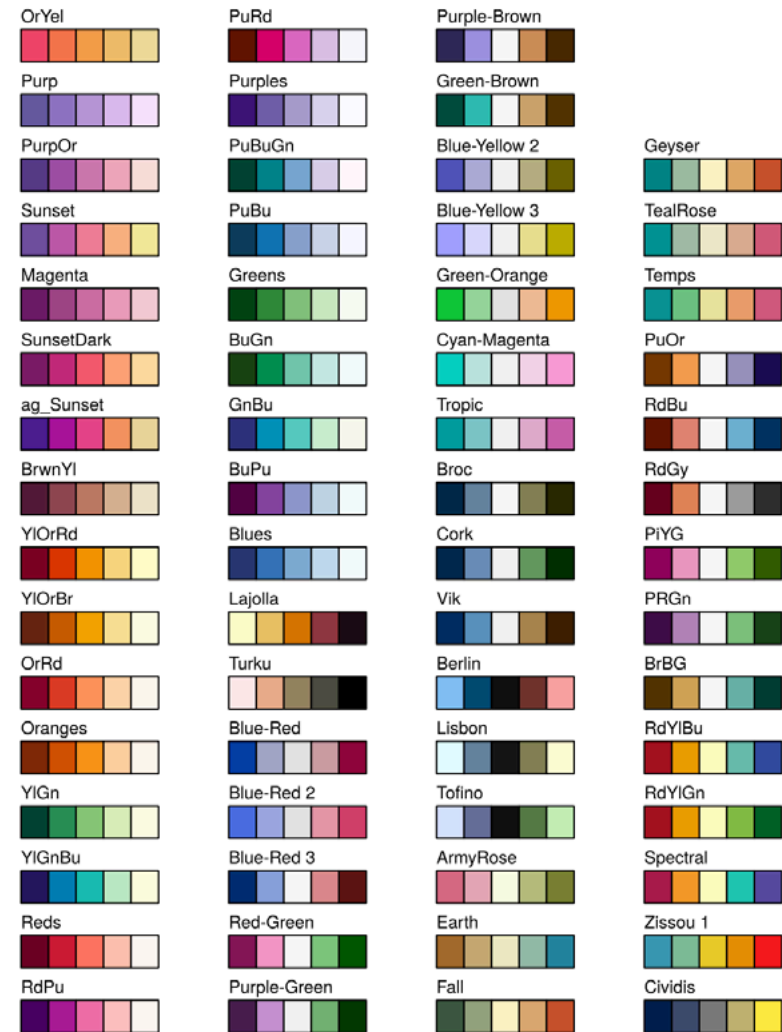 OrYel
Purp
PurpOr
Sunset
Magenta
SunsetDark
ag_Sunset
BrwnYl
YlOrRd
YlOrBr
OrRd
Oranges
YlGn
YlGnBu
Reds
RdPu
PuRd
Purples
PuBuGn
PuBu
Greens
BuGn
GnBu
BuPu
Blues
Lajolla
Turku
Blue-Red
Blue-Red 2
Blue-Red 3
Red-Green
Purple-Green
Purple-Brown
Green-Brown
Blue-Yellow 2
Blue-Yellow 3
Green-Orange
Cyan-Magenta
Tropic
Broc
Cork
Vik
Berlin
Lisbon
Tofino
ArmyRose
Earth
Fall
Geyser
TealRose
Temps
PuOr
RdBu
RdGy
PiYG
PRGn
BrBG
RdYlBu
RdYlGn
Spectral
Zissou 1
Cividis